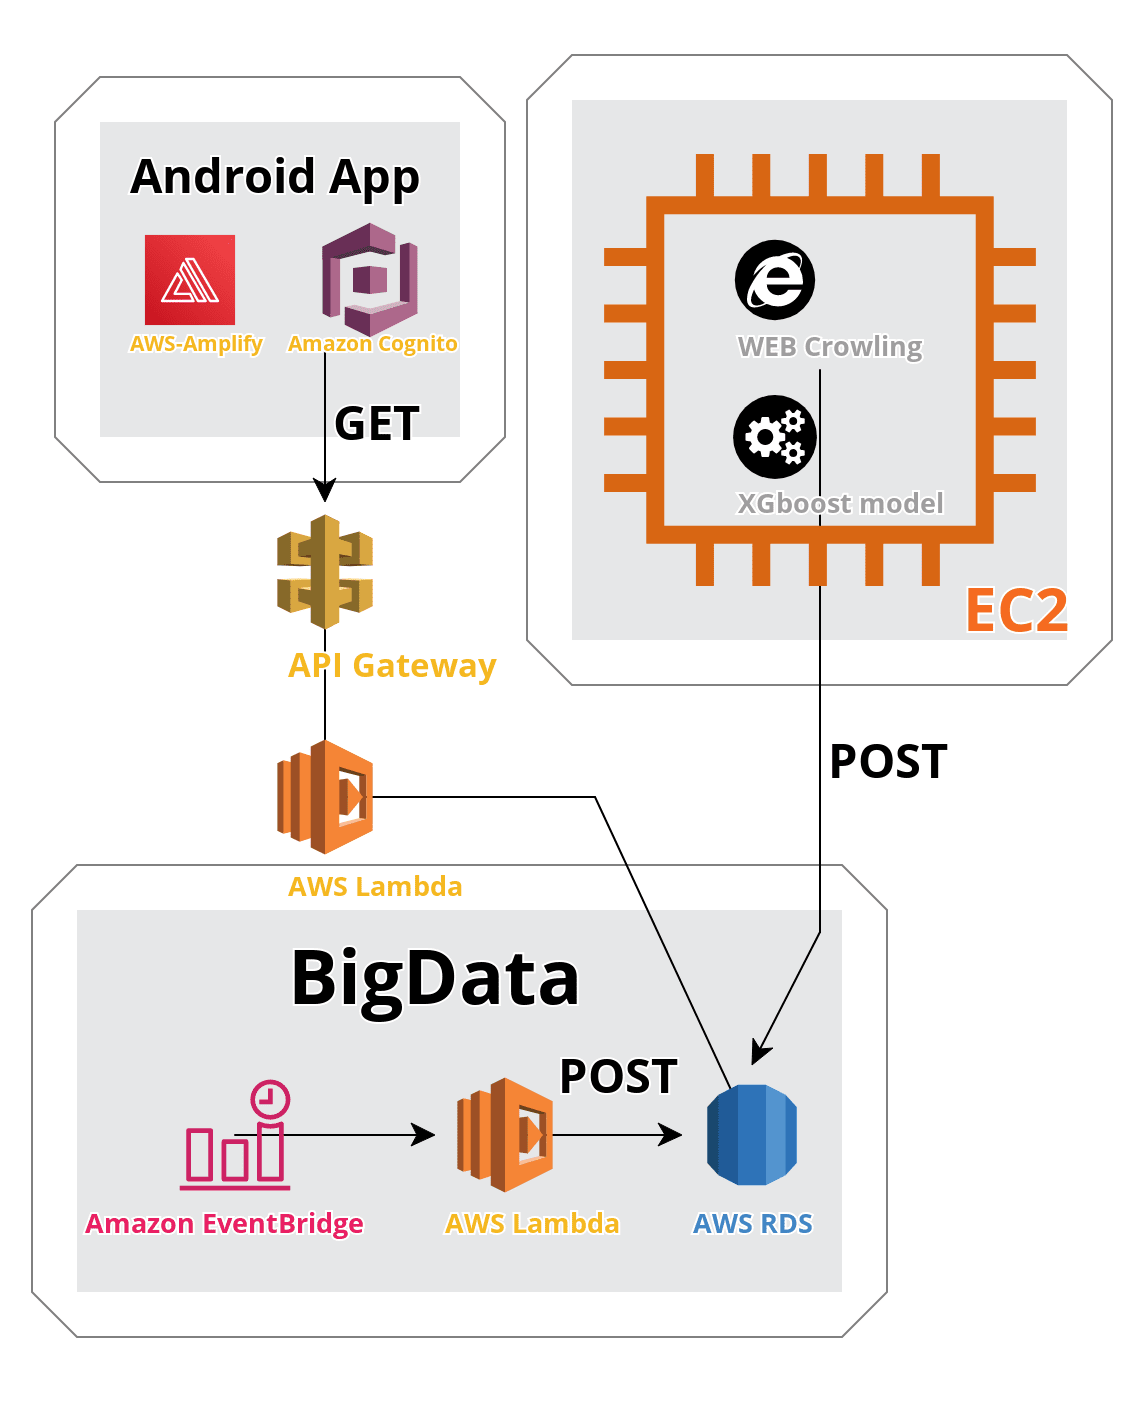 Android App
AWS-Amplify
Amazon Cognito
GET
WEB Crowling
XGboost model
EC2
API Gateway
POST
AWS Lambda
BigData
POST
Amazon EventBridge
AWS Lambda
AWS RDS